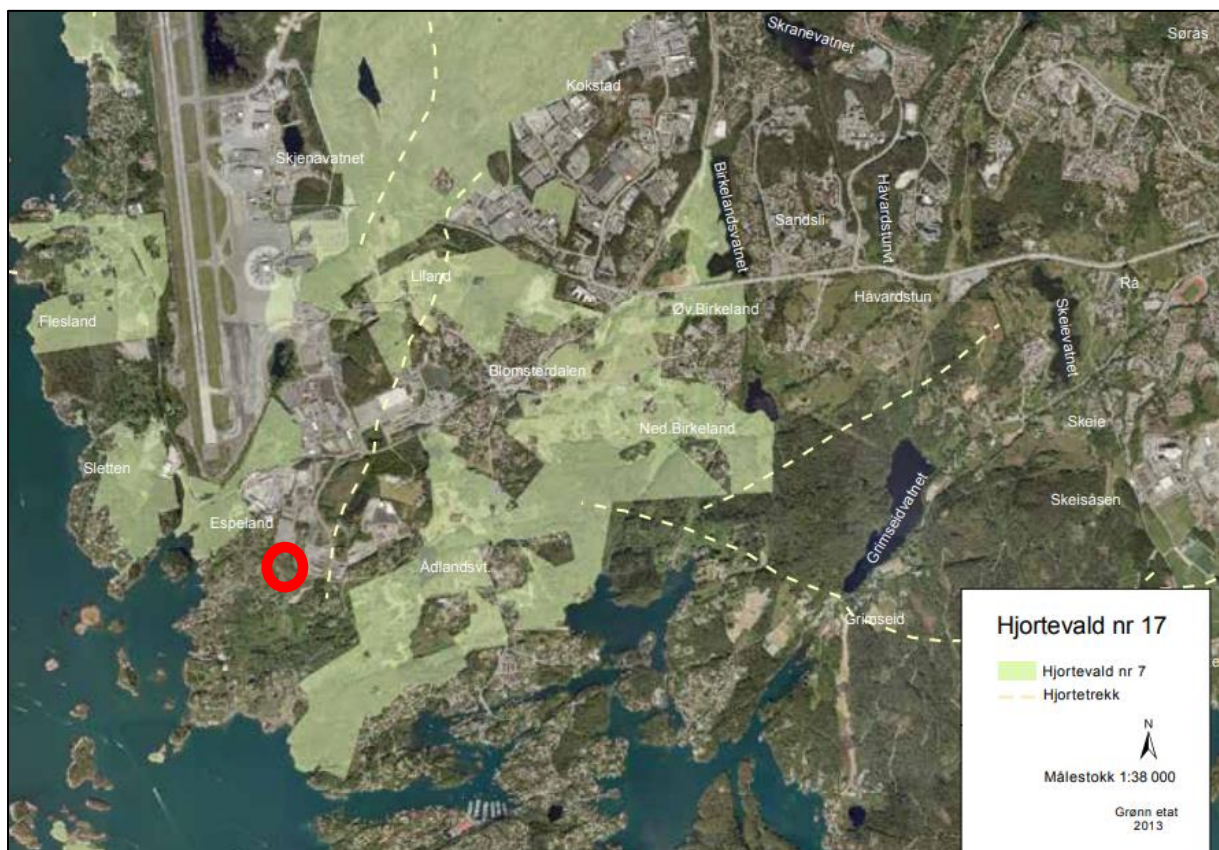 Skranevatnet
Sørås
Kokstad
Skjenavatnet
Birkelandsvatnet
Sandsli
Håvardstunvt
Liland
Flesland
Øv.Birkeland
Håvardstun
Rå
Skeievatnet
Blomsterdalen
Ned.Birkeland
Skeie
Sletten
Espeland
Skeisåsen
Grimseidvatnet
Ådlandsvt.
Grimseid
Hjortevald nr 17
Hjortevald nr 7
Hjortetrekk
N
Målestokk 1:38 000
Grønn etat
2013